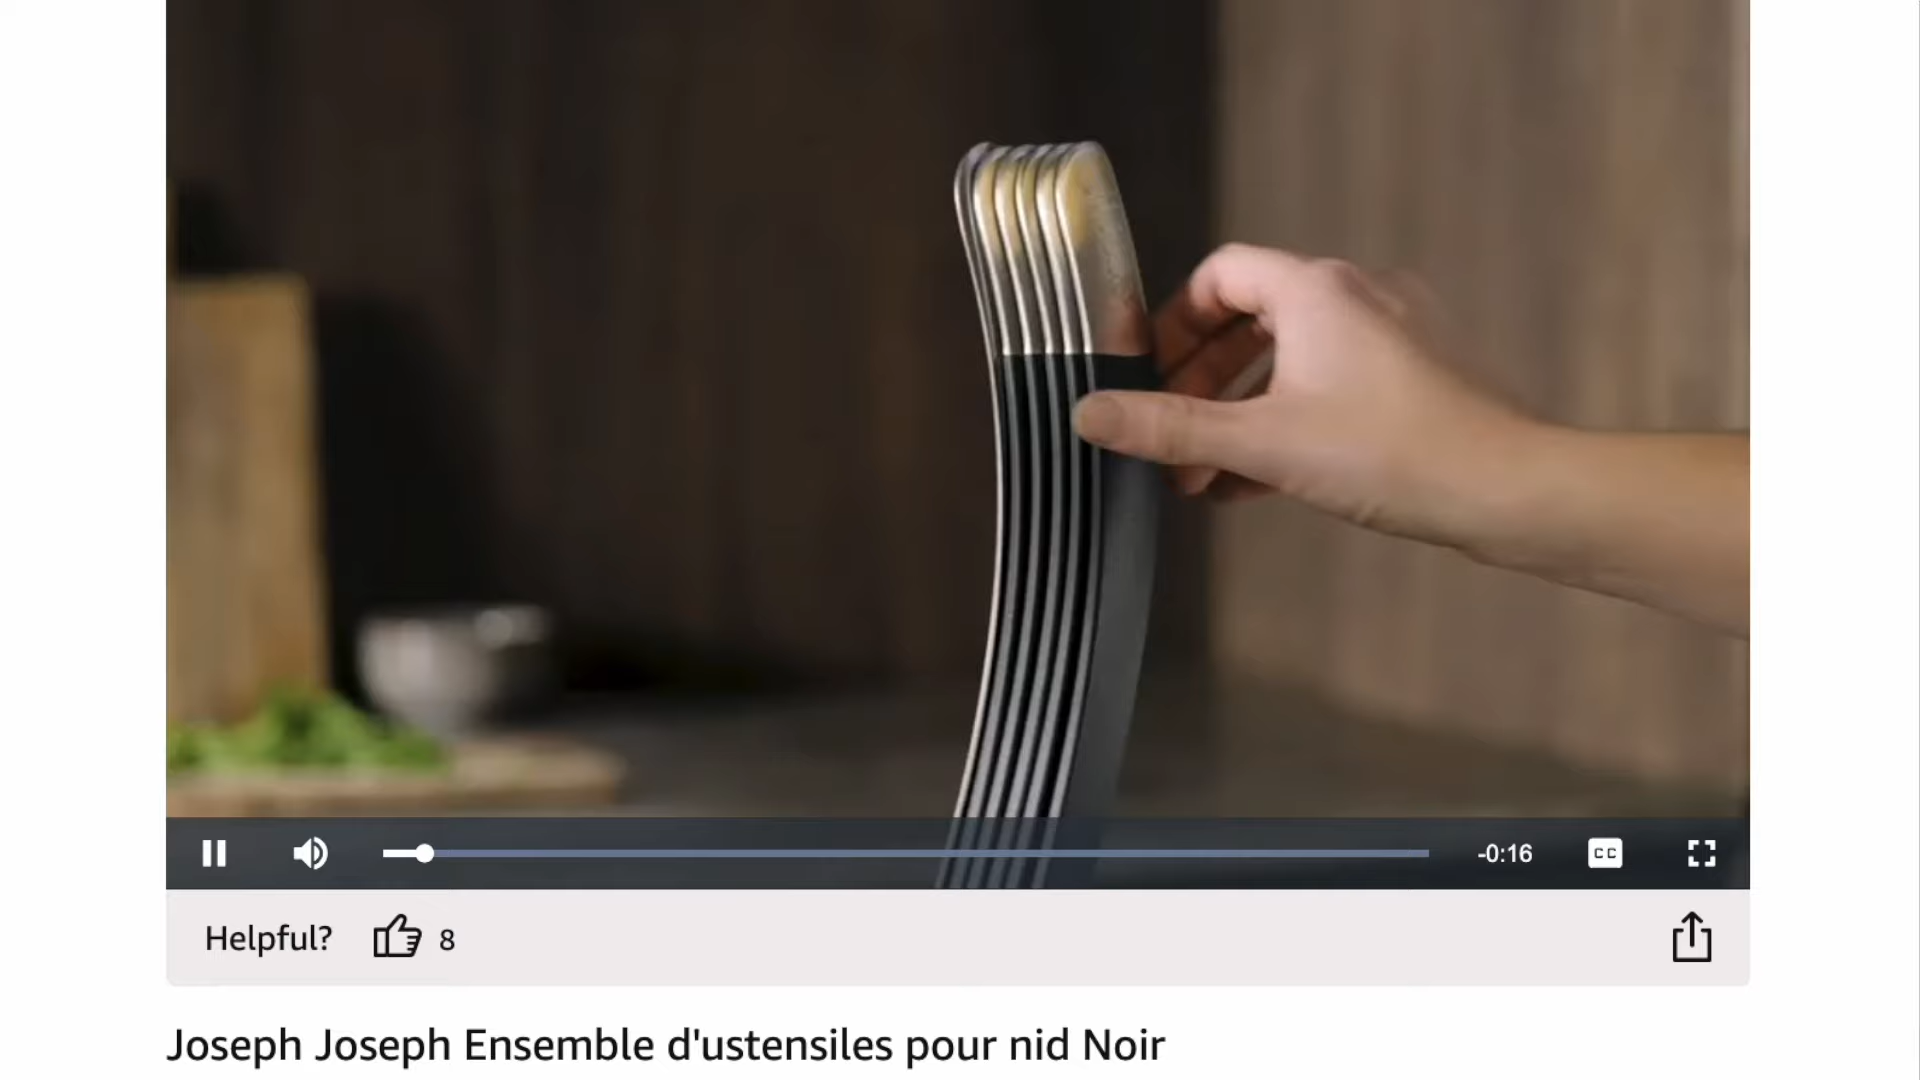 -0:16
CC
Helpful?
8
Joseph Joseph Ensemble d'ustensiles pour nid Noir